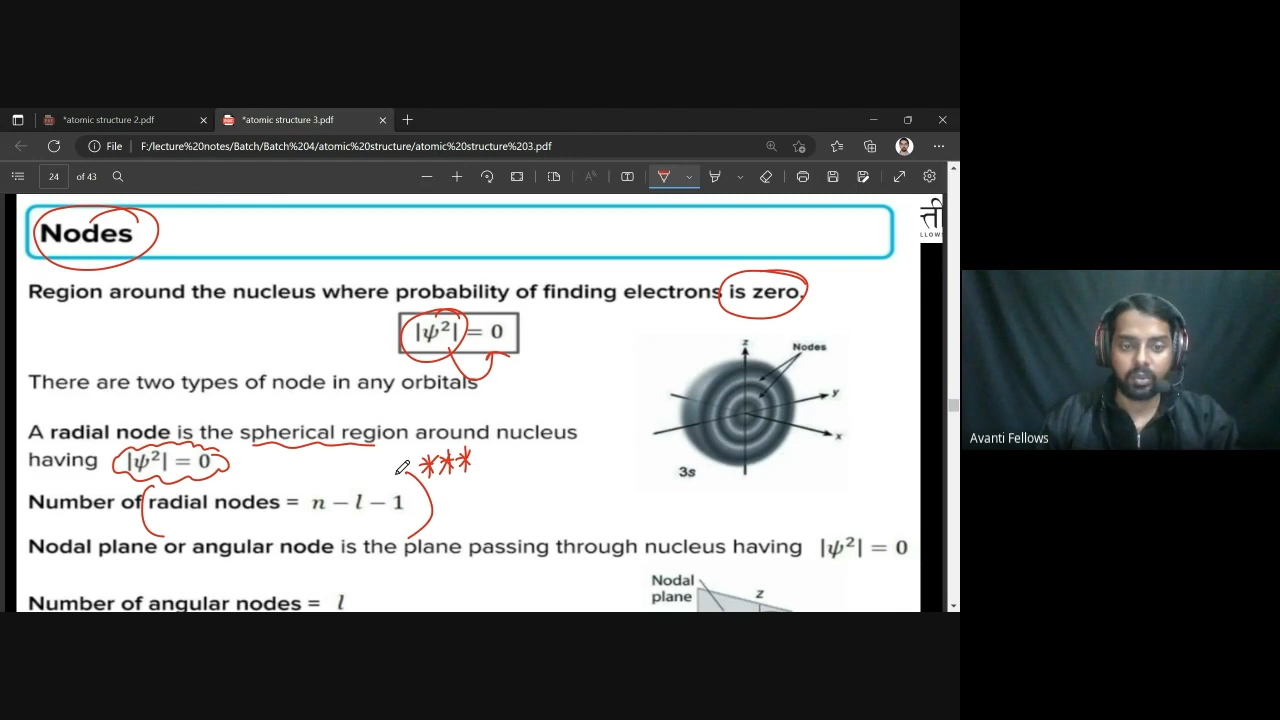 *atomic structure 2.pdf
*atomic structure 3.pdf
File F:/lecture%20notes/Batch/Batch%204/atomic%20structure/atomic%20structure%203.pdf
24 of 43
Nodes
ती
LLOWS
Region around the nucleus where probability of finding electrons is zero.
|ψ²| = 0
There are two types of node in any orbitals
A radial node is the spherical region around nucleus
having |ψ²| = 0
***
Number of radial nodes = n − l − 1
Nodal plane or angular node is the plane passing through nucleus having |ψ²| = 0
Number of angular nodes = l
z
Nodes
y
x
3s
Nodal
plane
z
Avanti Fellows